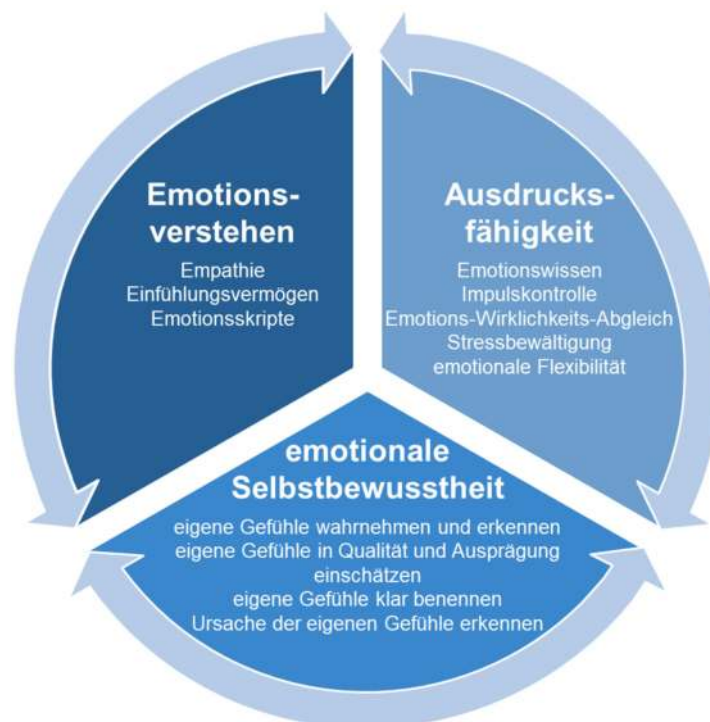 Emotions-
verstehen
Empathie
Einfühlungsvermögen
Emotionsskripte
Ausdrucks-
fähigkeit
Emotionswissen
Impulskontrolle
Emotions-Wirklichkeits-Abgleich
Stressbewältigung
emotionale Flexibilität
emotionale
Selbstbewusstheit
eigene Gefühle wahrnehmen und erkennen
eigene Gefühle in Qualität und Ausprägung
einschätzen
eigene Gefühle klar benennen
Ursache der eigenen Gefühle erkennen